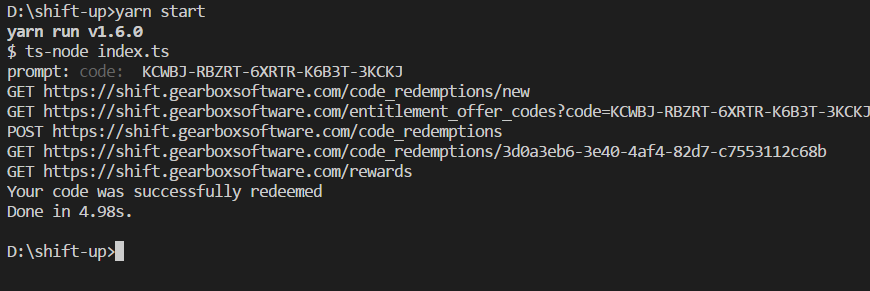 D:\shift-up>yarn start
yarn run v1.6.0
$ ts-node index.ts
prompt: code:  KCWBJ-RBZRT-6XRTR-K6B3T-3KCKJ
GET https://shift.gearboxsoftware.com/code_redemptions/new
GET https://shift.gearboxsoftware.com/entitlement_offer_codes?code=KCWBJ-RBZRT-6XRTR-K6B3T-3KCKJ
POST https://shift.gearboxsoftware.com/code_redemptions
GET https://shift.gearboxsoftware.com/code_redemptions/3d0a3eb6-3e40-4af4-82d7-c7553112c68b
GET https://shift.gearboxsoftware.com/rewards
Your code was successfully redeemed
Done in 4.98s.
D:\shift-up>